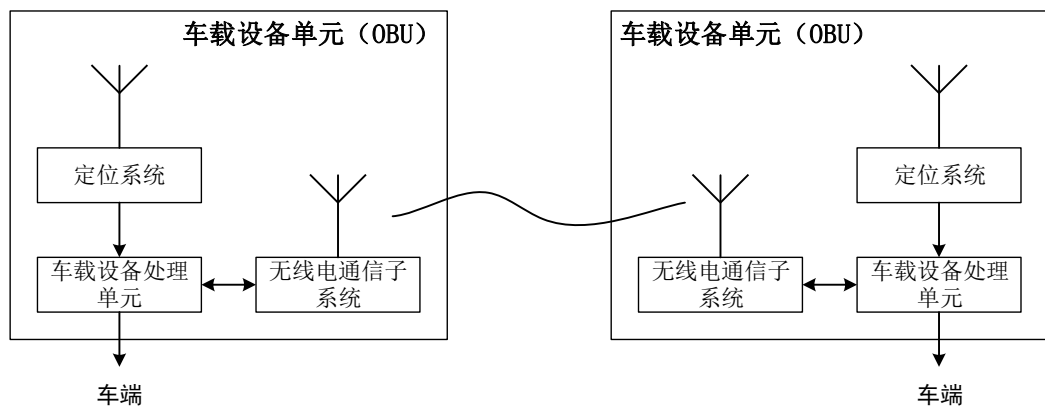 车载设备单元（OBU）
车载设备单元（OBU）
定位系统
定位系统
车载设备处理
单元
无线电通信子
系统
无线电通信子
系统
车载设备处理
单元
车端
车端